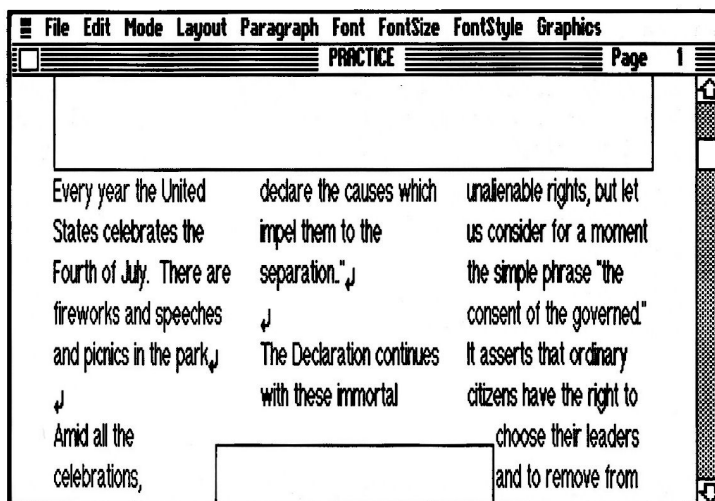 File Edit Mode Layout Paragraph Font FontSize FontStyle Graphics
PRACTICE Page 1
Every year the United
States celebrates the
Fourth of July. There are
fireworks and speeches
and picnics in the park↵
↵
Amid all the
celebrations,
declare the causes which
impel them to the
separation."↵
↵
The Declaration continues
with these immortal
unalienable rights, but let
us consider for a moment
the simple phrase "the
consent of the governed."
It asserts that ordinary
citizens have the right to
choose their leaders
and to remove from